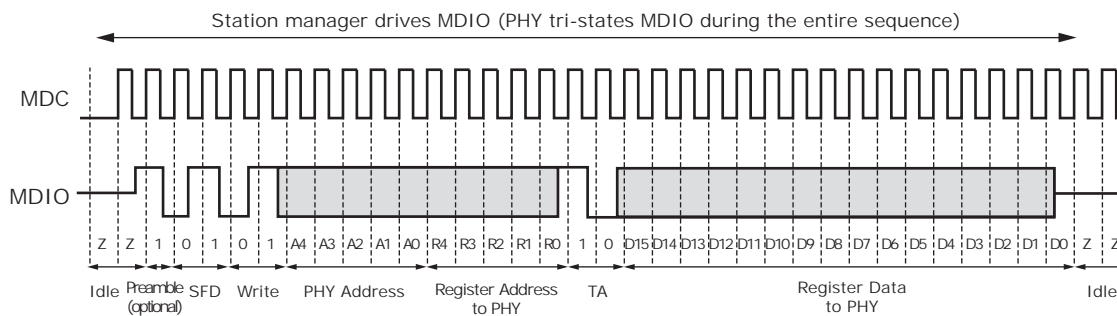 Station manager drives MDIO (PHY tri-states MDIO during the entire sequence)
MDC
MDIO
Z Z 1 0 1 0 1 A4 A3 A2 A1 A0 R4 R3 R2 R1 R0 1 0 D15 D14 D13 D12 D11 D10 D9 D8 D7 D6 D5 D4 D3 D2 D1 D0 Z Z
Idle Preamble SFD Write PHY Address Register Address TA Register Data Idle
(optional) to PHY to PHY